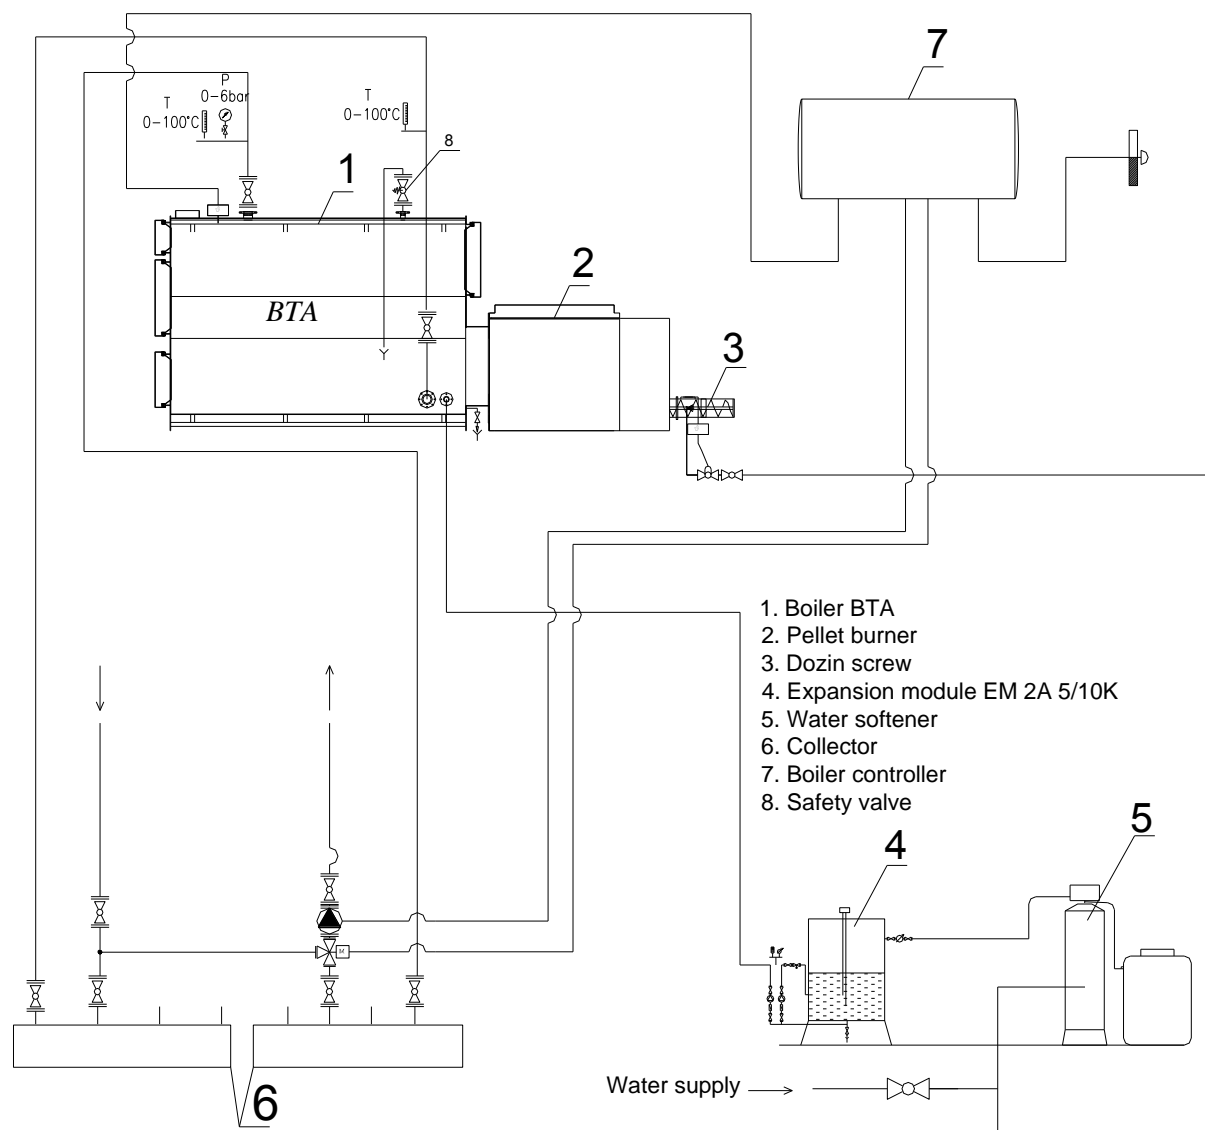 7
P
0-6bar
T
0-100°C
T
0-100°C
8
1
2
BTA
3
1. Boiler BTA
2. Pellet burner
3. Dozin screw
4. Expansion module EM 2A 5/10K
5. Water softener
6. Collector
7. Boiler controller
8. Safety valve
4
5
M
Water supply
6